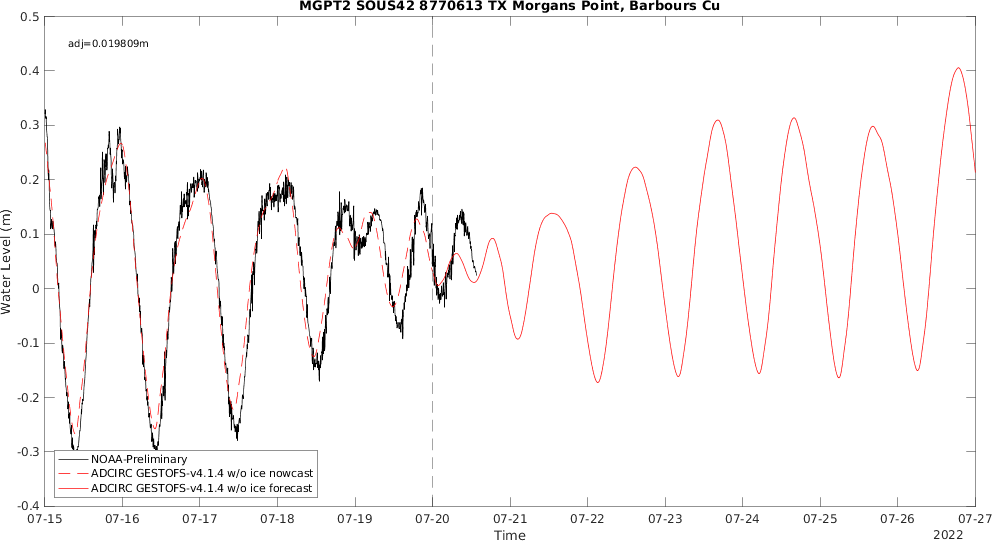 MGPT2 SOUS42 8770613 TX Morgans Point, Barbours Cu
adj=0.019809m
Water Level (m)
0.5
0.4
0.3
0.2
0.1
0
-0.1
-0.2
-0.3
-0.4
NOAA-Preliminary
ADCIRC GESTOFS-v4.1.4 w/o ice nowcast
ADCIRC GESTOFS-v4.1.4 w/o ice forecast
07-15 07-16 07-17 07-18 07-19 07-20 07-21 07-22 07-23 07-24 07-25 07-26 07-27
Time
2022